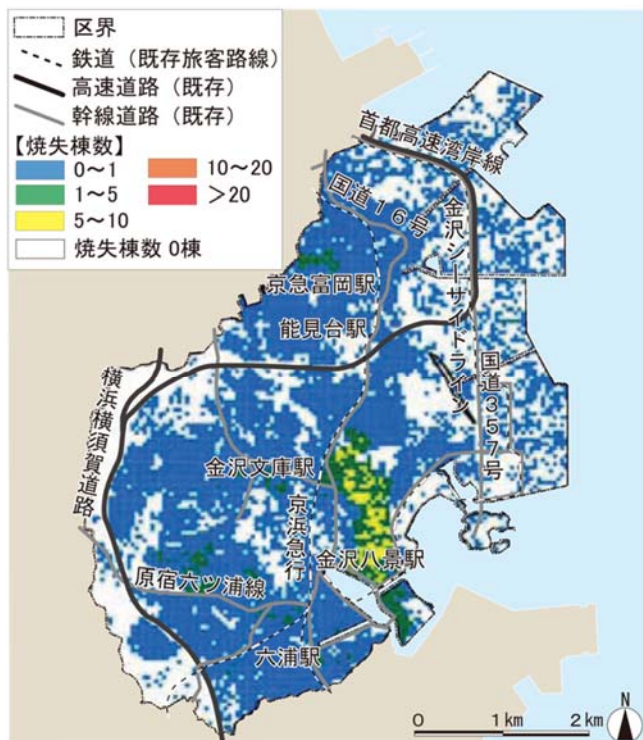 区界
鉄道（既存旅客路線）
高速道路（既存）
幹線道路（既存）
【焼失棟数】
0～1
10～20
1～5
＞20
5～10
焼失棟数 0棟
首都高速湾岸線
国道１６号
金沢シーサイドライン
京急富岡駅
能見台駅
国道３５７号
横浜横須賀道路
金沢文庫駅
京浜急行
金沢八景駅
原宿六ツ浦線
六浦駅
0 1km 2km
N